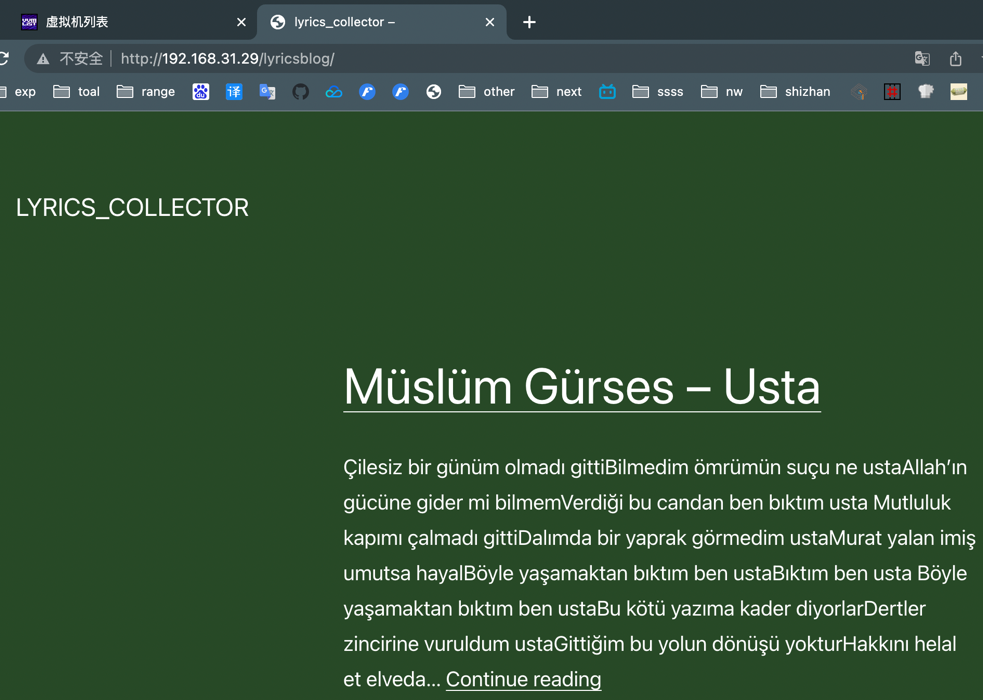 虚拟机列表
lyrics_collector –
不安全 http://192.168.31.29/lyricsblog/
exp toal range 译 other next ssss nw shizhan
LYRICS_COLLECTOR
Müslüm Gürses – Usta
Çilesiz bir günüm olmadı gittiBilmedim ömrümün suçu ne ustaAllah’ın
gücüne gider mi bilmemVerdiği bu candan ben bıktım usta Mutluluk
kapımı çalmadı gittiDalımda bir yaprak görmedim ustaMurat yalan imiş
umutsa hayalBöyle yaşamaktan bıktım ben ustaBıktım ben usta Böyle
yaşamaktan bıktım ben ustaBu kötü yazıma kader diyorlarDertler
zincirine vuruldum ustaGittiğim bu yolun dönüşü yokturHakkını helal
et elveda… Continue reading